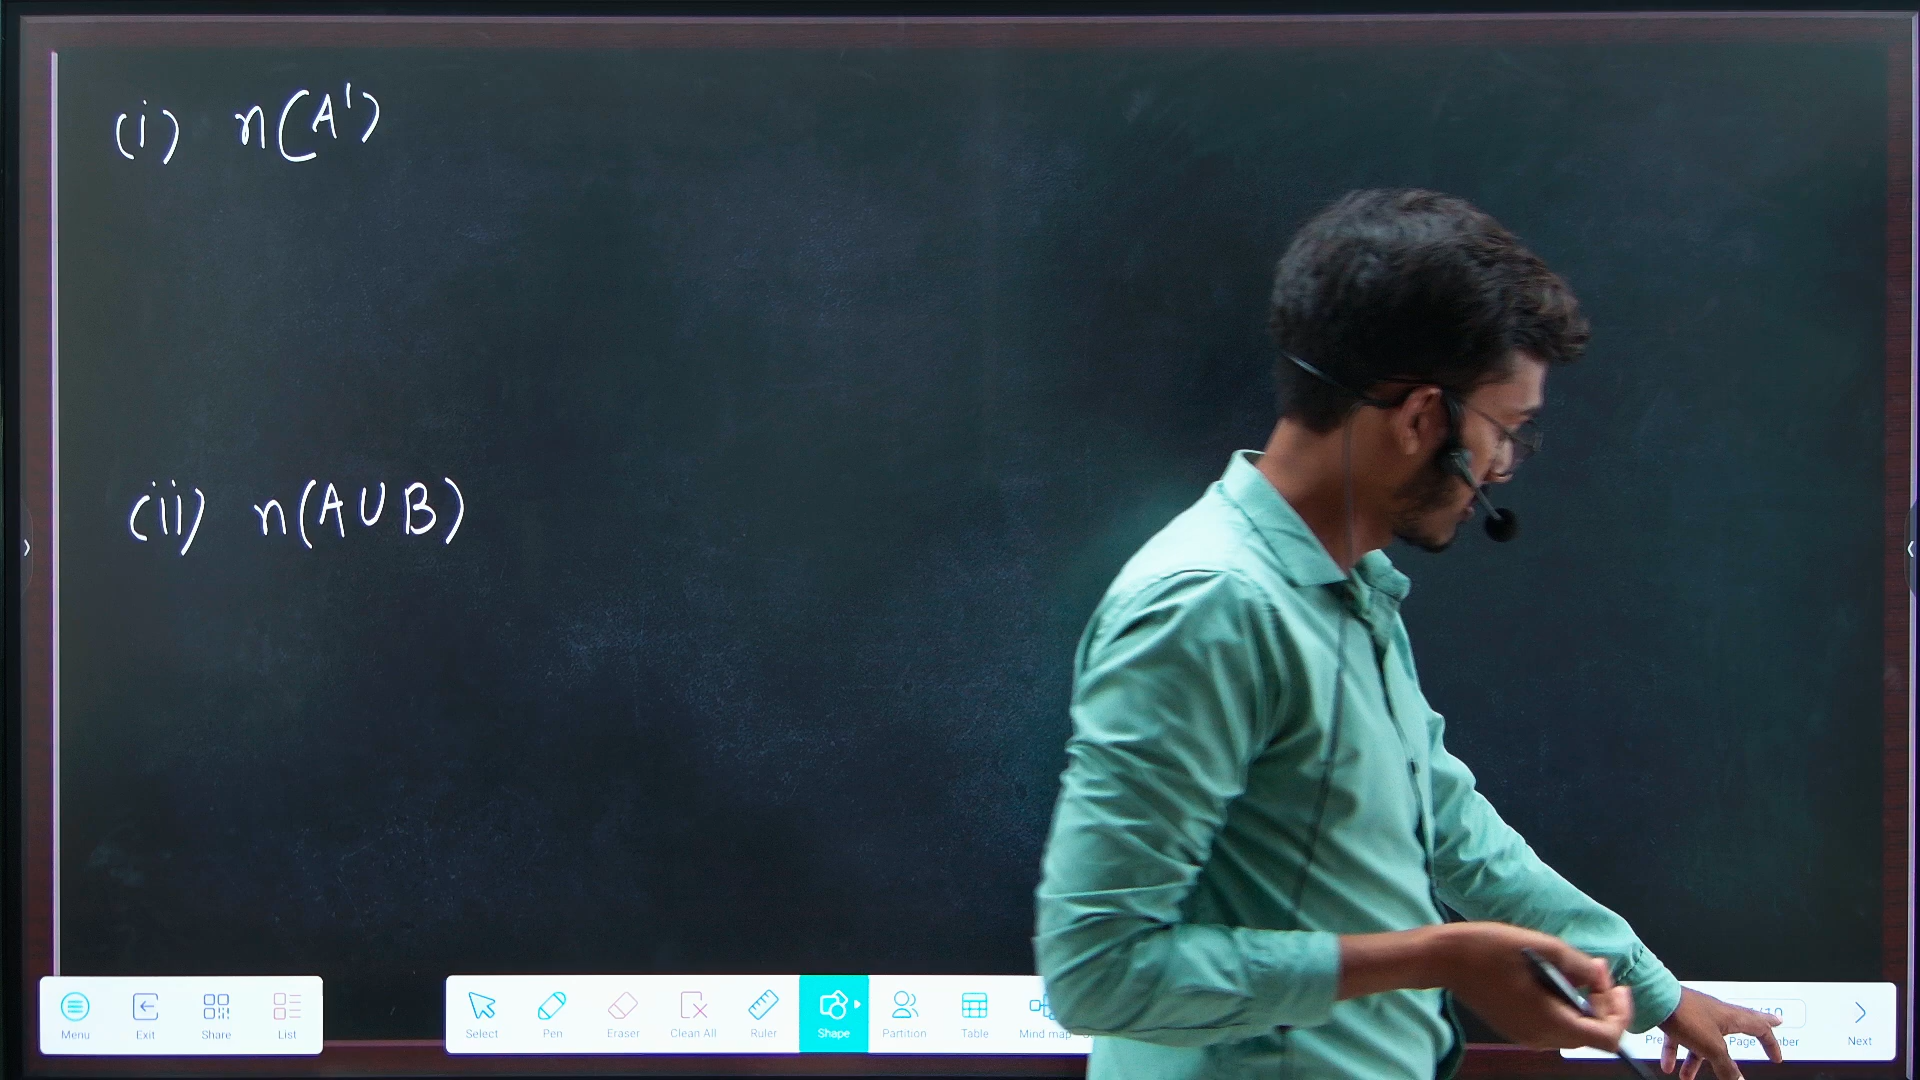 (i) n(A')
(ii) n(A∪B)
Menu Exit Share List Select Pen Eraser Clean All Ruler Shape Partition Table Mind map Next